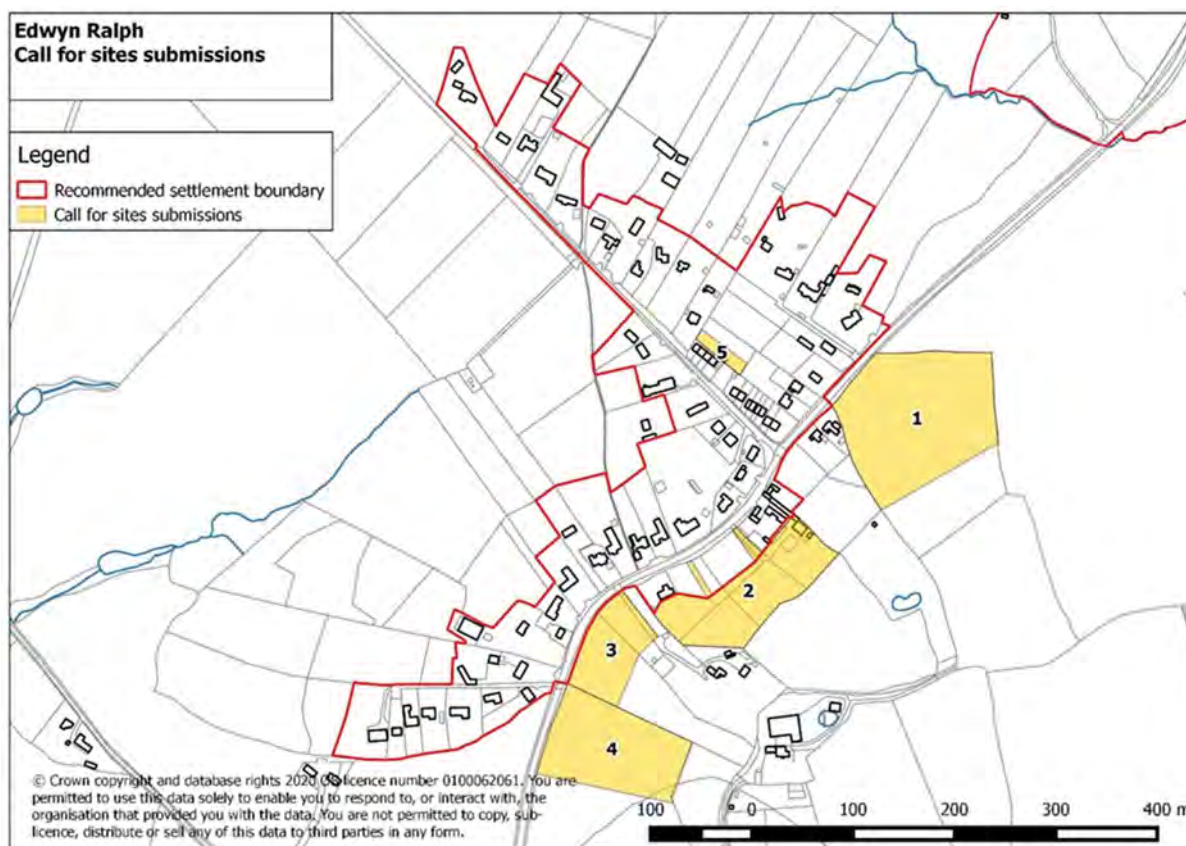 Edwyn Ralph
Call for sites submissions
Legend
Recommended settlement boundary
Call for sites submissions
1
2
3
4
5
© Crown copyright and database rights 2020 OS licence number 0100062061. You are
permitted to use this data solely to enable you to respond to, or interact with, the
organisation that provided you with the data. You are not permitted to copy, sub-
licence, distribute or sell any of this data to third parties in any form.
100 0 100 200 300 400 m